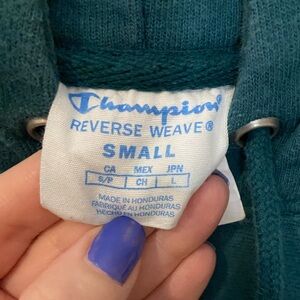 Champion
REVERSE WEAVE®
SMALL
CA MEX JPN
S/P CH L
MADE IN HONDURAS
FABRIQUÉ AU HONDURAS
HECHO EN HONDURAS